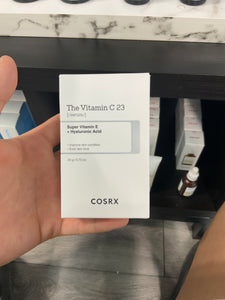 The Vitamin C 23
[ serum ]
Super Vitamin E
+ Hyaluronic Acid
COSRX